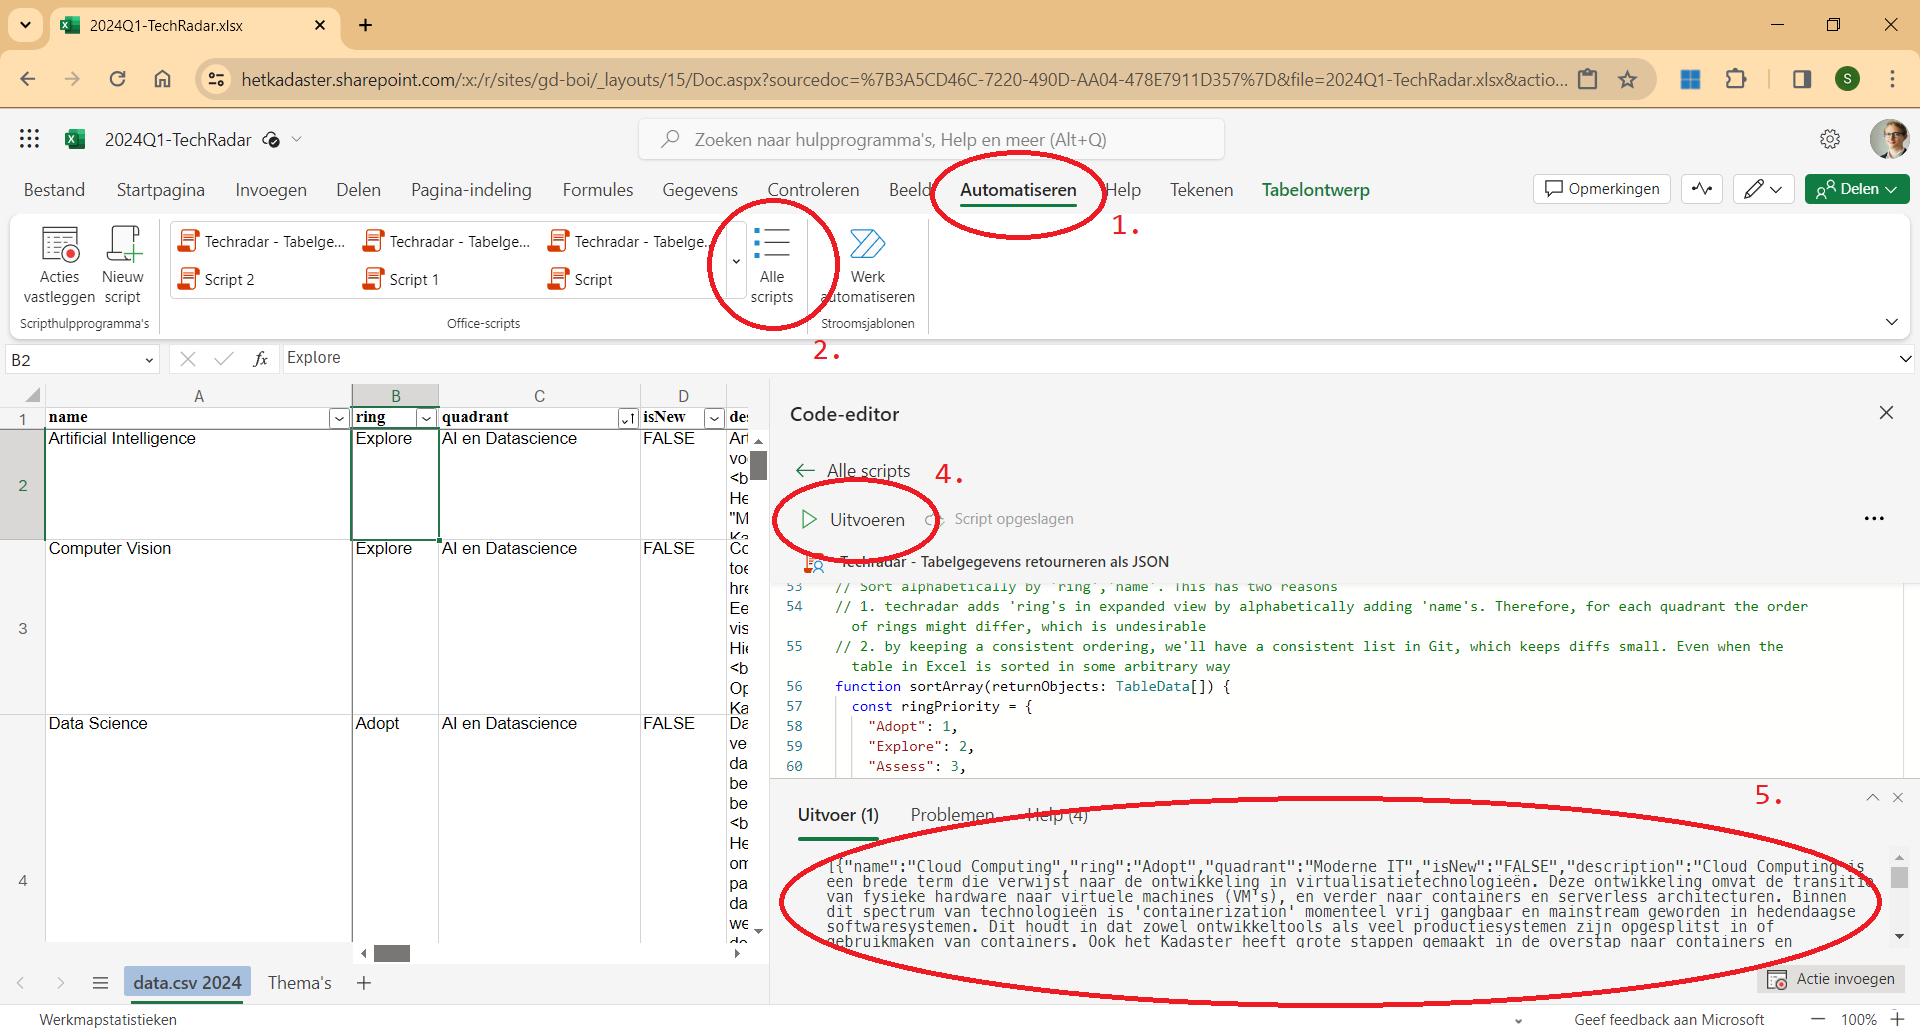 2024Q1-TechRadar.xlsx
hetkadaster.sharepoint.com/:x:/r/sites/gd-boi/_layouts/15/Doc.aspx?sourcedoc=%7B3A5CD46C-7220-490D-AA04-478E7911D357%7D&file=2024Q1-TechRadar.xlsx&actio...
S
2024Q1-TechRadar
Zoeken naar hulpprogramma's, Help en meer (Alt+Q)
Bestand Startpagina Invoegen Delen Pagina-indeling Formules Gegevens Controleren Beeld Automatiseren Help Tekenen Tabelontwerp Opmerkingen Delen
1.
Techradar - Tabelge... Techradar - Tabelge... Techradar - Tabelge...
Acties vastleggen
Nieuw script
Script 2 Script 1 Script
Alle scripts
Werk automatiseren
Scripthulpprogramma's Office-scripts Stroomsjablonen
2.
B2 fx Explore
A B C D
1 name ring quadrant isNew des
2 Artificial Intelligence Explore AI en Datascience FALSE
Art
vo
<b
He
"M
Ka
3 Computer Vision Explore AI en Datascience FALSE
Co
toe
hre
Ee
vis
Hie
<b
Op
Ka
4 Data Science Adopt AI en Datascience FALSE
Da
ve
da
be
be
<b
He
om
pa
da
we
de
Code-editor
Alle scripts
4.
Uitvoeren Script opgeslagen ...
Techradar - Tabelgegevens retourneren als JSON
53 // Sort alphabetically by 'ring','name'. This has two reasons
54 // 1. techradar adds 'ring's in expanded view by alphabetically adding 'name's. Therefore, for each quadrant the order
of rings might differ, which is undesirable
55 // 2. by keeping a consistent ordering, we'll have a consistent list in Git, which keeps diffs small. Even when the
table in Excel is sorted in some arbitrary way
56 function sortArray(returnObjects: TableData[]) {
57 const ringPriority = {
58 "Adopt": 1,
59 "Explore": 2,
60 "Assess": 3,
5.
Uitvoer (1) Problemen Help (4)
[{"name":"Cloud Computing","ring":"Adopt","quadrant":"Moderne IT","isNew":"FALSE","description":"Cloud Computing is
een brede term die verwijst naar de ontwikkeling in virtualisatietechnologieën. Deze ontwikkeling omvat de transitie
van fysieke hardware naar virtuele machines (VM's), en verder naar containers en serverless architecturen. Binnen
dit spectrum van technologieën is 'containerization' momenteel vrij gangbaar en mainstream geworden in hedendaagse
softwaresystemen. Dit houdt in dat zowel ontwikkeltools als veel productiesystemen zijn opgesplitst in of
gebruikmaken van containers. Ook het Kadaster heeft grote stappen gemaakt in de overstap naar containers en
Actie invoegen
data.csv 2024 Thema's
Werkmapstatistieken Geef feedback aan Microsoft 100%